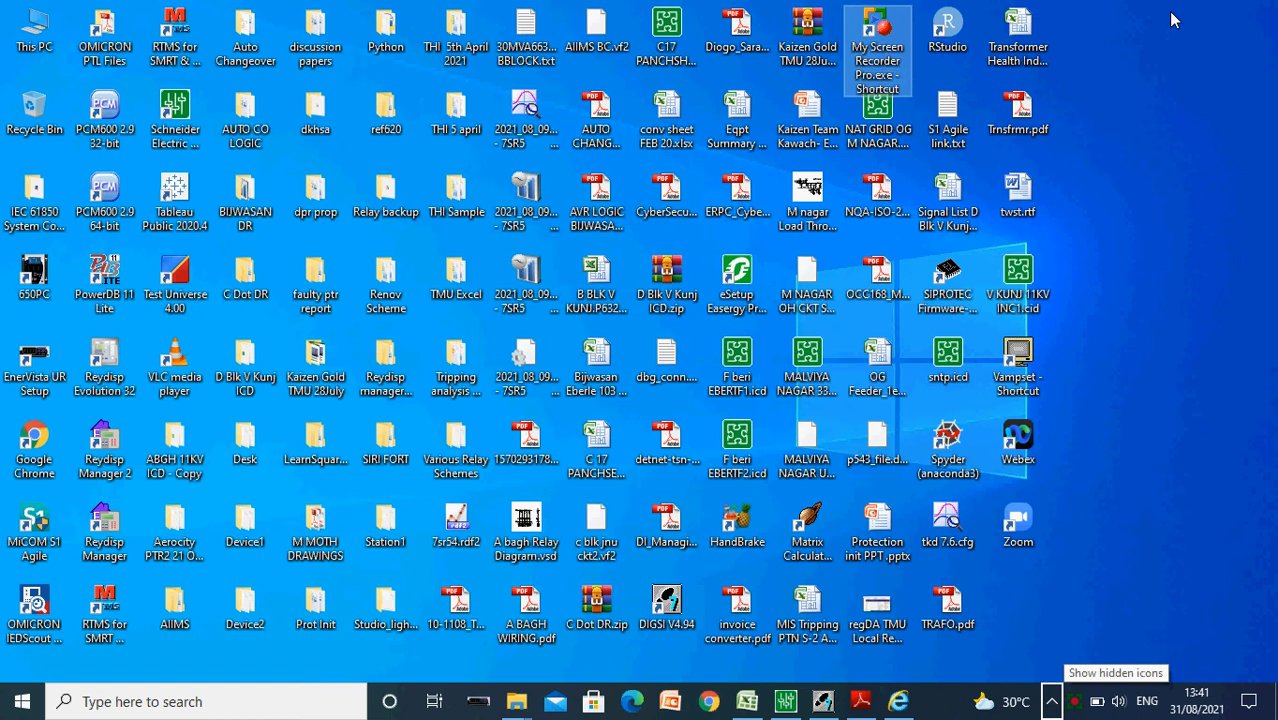 This PC
OMICRON
PTL Files
RTMS for
SMRT & ...
Auto
Changeover
discussion
papers
Python
THI 5th April
2021
30MVA663...
BBLOCK.txt
AIIMS BC.vf2
C17
PANCHSH...
Diogo_Sara...
Kaizen Gold
TMU 28Ju...
My Screen
Recorder
Pro.exe -
Shortcut
RStudio
Transformer
Health Ind...
Recycle Bin
PCM600 2.9
32-bit
Schneider
Electric ...
AUTO CO
LOGIC
dkhsa
ref620
THI 5 april
2021_08_09...
- 7SR5 ...
AUTO
CHANG...
conv sheet
FEB 20.xlsx
Eqpt
Summary ...
Kaizen Team
Kawach- E...
NAT GRID OG
M NAGAR....
S1 Agile
link.txt
Trnsfrmr.pdf
IEC 61850
System Co...
PCM600 2.9
64-bit
Tableau
Public 2020.4
BIJWASAN
DR
dpr prop
Relay backup
THI Sample
2021_08_09...
- 7SR5 ...
AVR LOGIC
BIJWASAN...
CyberSecu...
ERPC_Cybe...
M nagar
Load Thro...
NQA-ISO-2...
Signal List D
Blk V Kunj...
twst.rtf
650PC
PowerDB 11
Lite
Test Universe
4.00
C Dot DR
faulty ptr
report
Renov
Scheme
TMU Excel
2021_08_09...
- 7SR5 ...
B BLK V
KUNJ.P632...
D Blk V Kunj
ICD.zip
eSetup
Easergy Pr...
M NAGAR
OH CKT S...
OCC168_M...
SIPROTEC
Firmware-...
V KUNJ 11KV
INC1.cid
EnerVista UR
Setup
Reydisp
Evolution 32
VLC media
player
D Blk V Kunj
ICD
Kaizen Gold
TMU 28July
Reydisp
manager...
Tripping
analysis ...
2021_08_09...
- 7SR5 ...
Bijwasan
Eberle 103 ...
dbg_conn....
F beri
EBERTF1.icd
MALVIYA
NAGAR 33...
OG
Feeder_1e...
sntp.icd
Vampset -
Shortcut
Google
Chrome
Reydisp
Manager 2
ABGH 11KV
ICD - Copy
Desk
LearnSquar...
SIRI FORT
Various Relay
Schemes
1570293178...
C 17
PANCHSE...
detnet-tsn-...
F beri
EBERTF2.icd
MALVIYA
NAGAR U...
p543_file.d...
Spyder
(anaconda3)
Webex
MiCOM S1
Agile
Reydisp
Manager
Aerocity
PTR2 21 O...
Device1
M MOTH
DRAWINGS
Station1
7sr54.rdf2
A bagh Relay
Diagram.vsd
c blk jnu
ckt2.vf2
DI_Managi...
HandBrake
Matrix
Calculat...
Protection
init PPT .pptx
tkd 7.6.cfg
Zoom
OMICRON
IEDScout ...
RTMS for
SMRT ...
AIIMS
Device2
Prot Init
Studio_ligh...
10-1108_T...
A BAGH
WIRING.pdf
C Dot DR.zip
DIGSI V4.94
invoice
converter.pdf
MIS Tripping
PTN S-2 A...
regDA TMU
Local Re...
TRAFO.pdf
Show hidden icons
Type here to search
30°C
ENG
13:41
31/08/2021